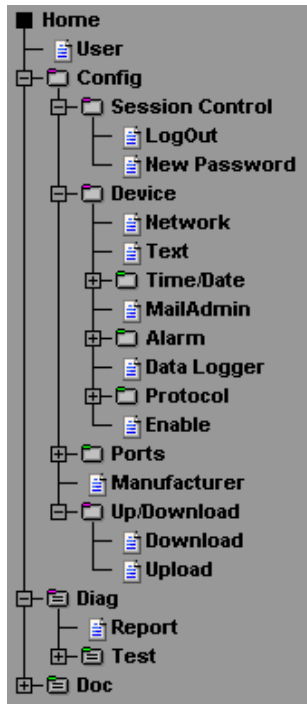 Home
User
Config
Session Control
LogOut
New Password
Device
Network
Text
Time/Date
MailAdmin
Alarm
Data Logger
Protocol
Enable
Ports
Manufacturer
Up/Download
Download
Upload
Diag
Report
Test
Doc